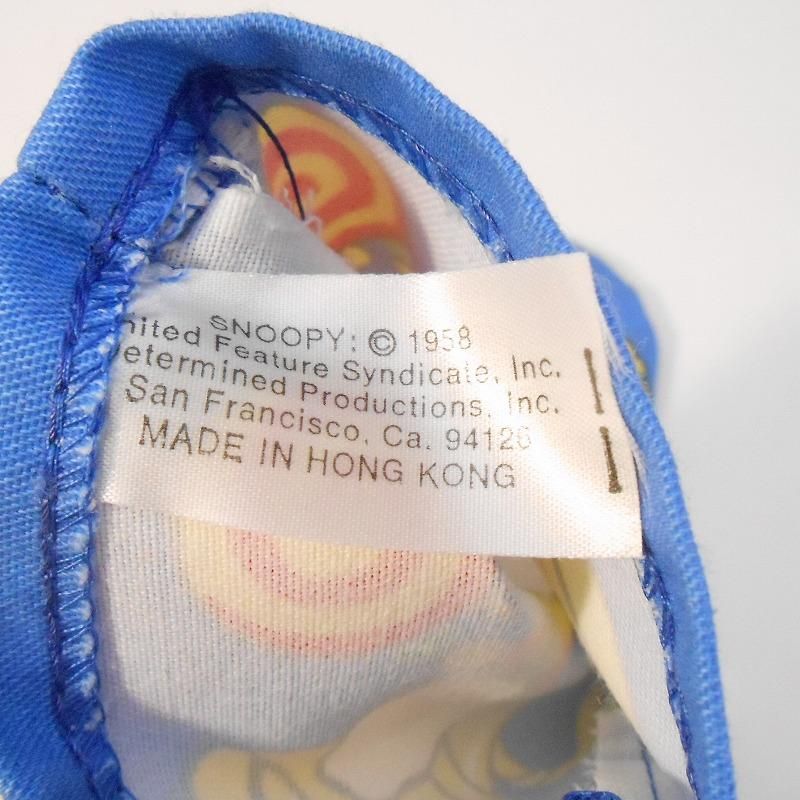 SNOOPY: © 1958
nited Feature Syndicate, Inc.
etermined Productions, Inc.
San Francisco, Ca. 94126
MADE IN HONG KONG